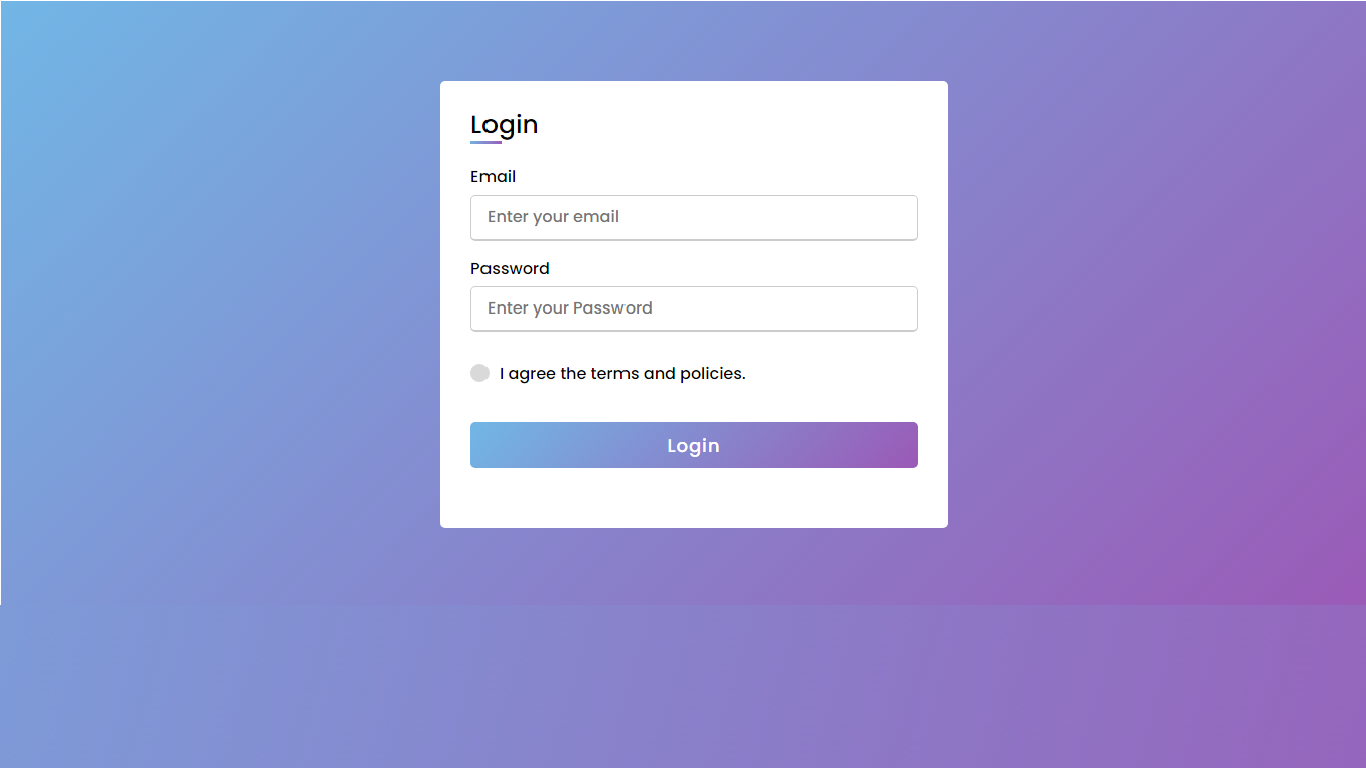 Login
Email
Enter your email
Password
Enter your Password
I agree the terms and policies.
Login